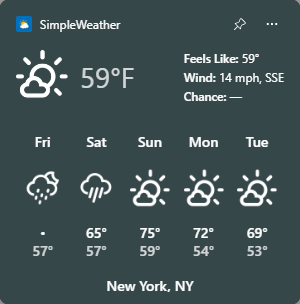 SimpleWeather
59°F
Feels Like: 59°
Wind: 14 mph, SSE
Chance: —
Fri Sat Sun Mon Tue
- 65° 75° 72° 69°
57° 57° 59° 54° 53°
New York, NY